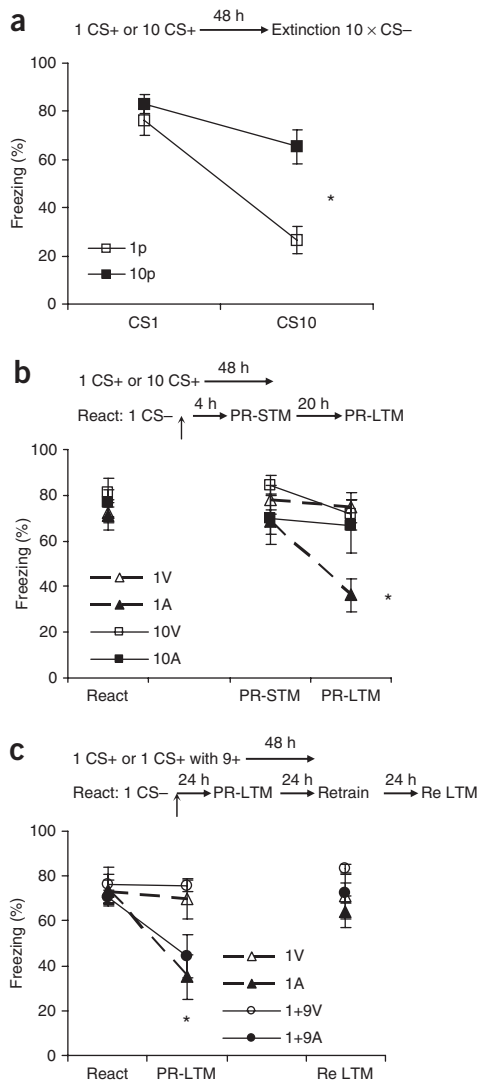 a
48 h
1 CS+ or 10 CS+ Extinction 10 × CS–
100
80
60
40
20
0
Freezing (%)
*
1p
10p
CS1 CS10
b
48 h
1 CS+ or 10 CS+
4 h 20 h
React: 1 CS– PR-STM PR-LTM
100
80
60
40
80
0
Freezing (%)
*
1V
1A
10V
10A
React PR-STM PR-LTM
c
48 h
1 CS+ or 1 CS+ with 9+
24 h 24 h 24 h
React: 1 CS– PR-LTM Retrain Re LTM
100
80
60
40
20
0
Freezing (%)
*
1V
1A
1+9V
1+9A
React PR-LTM Re LTM